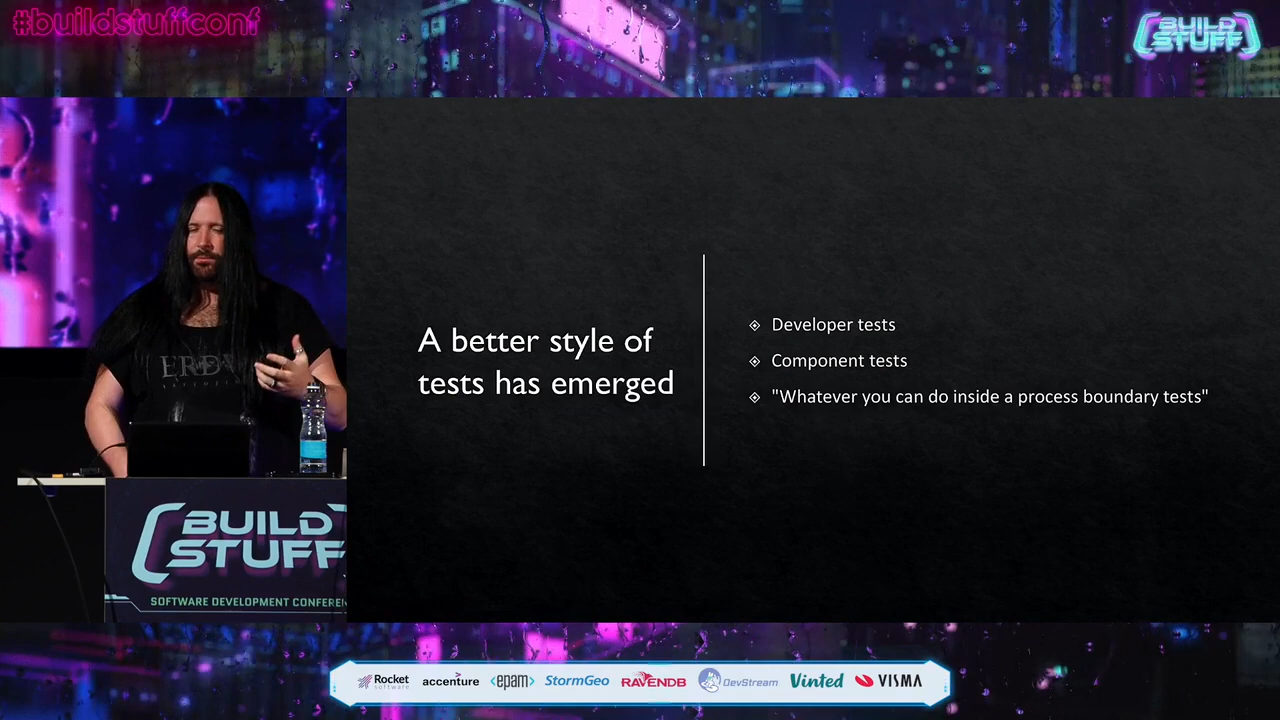 #buildstuffconf
BUILD
STUFF
A better style of
tests has emerged
Developer tests
Component tests
"Whatever you can do inside a process boundary tests"
BUILD
STUFF
SOFTWARE DEVELOPMENT CONFEREN
Rocket
software
accenture
<epam>
StormGeo
RAVENDB
DevStream
Vinted
VISMA